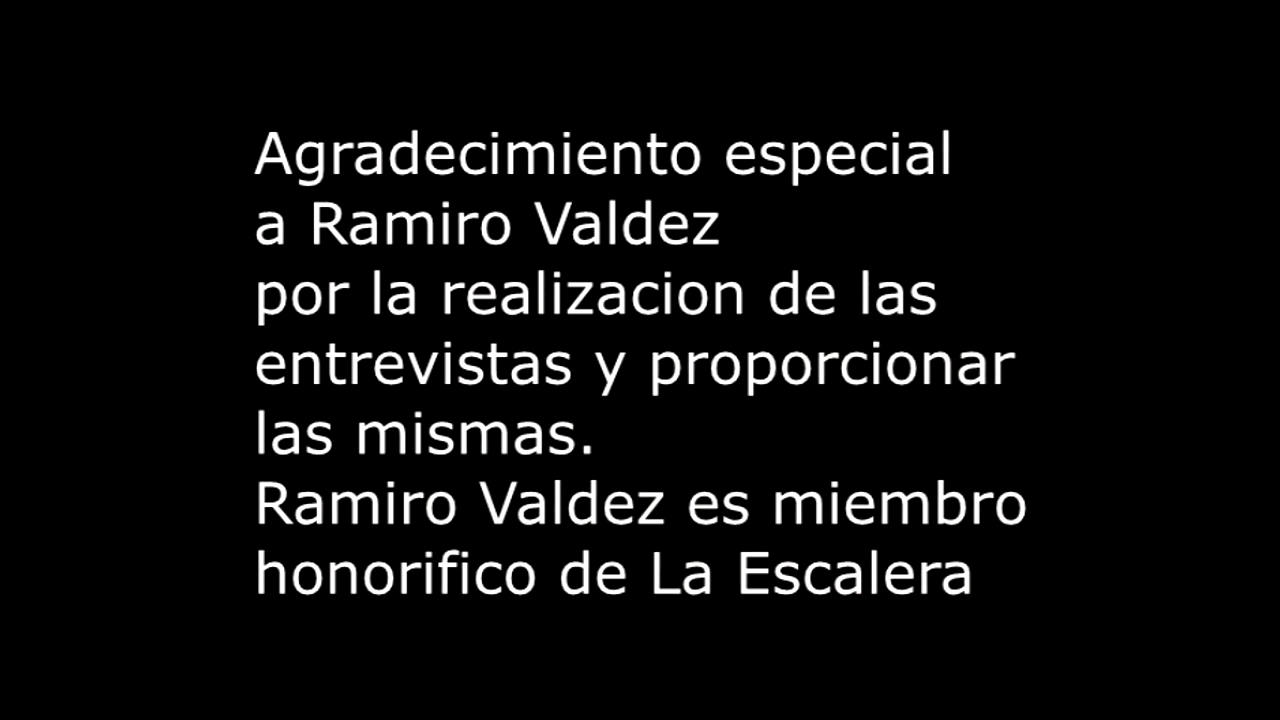 Agradecimiento especial
a Ramiro Valdez
por la realizacion de las
entrevistas y proporcionar
las mismas.
Ramiro Valdez es miembro
honorifico de La Escalera